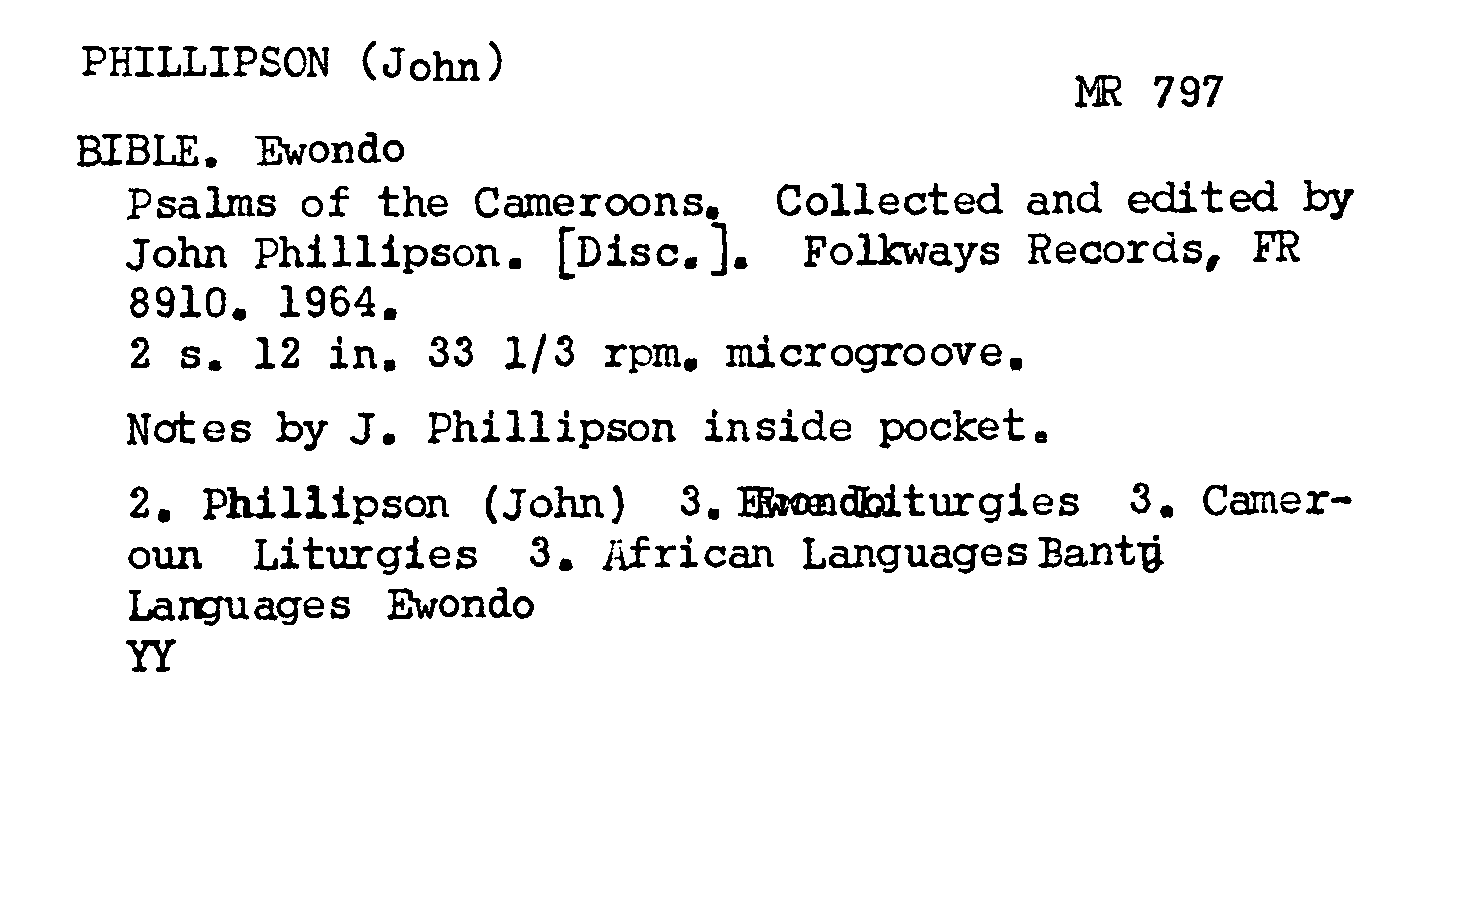 PHILLIPSON (John)
MR 797
BIBLE. Ewondo
Psalms of the Cameroons. Collected and edited by
John Phillipson. [Disc.]. Folkways Records, FR
8910. 1964.
2 s. 12 in. 33 1/3 rpm. microgroove.
Notes by J. Phillipson inside pocket.
2. Phillipson (John) 3. Ewondo Liturgies 3. Camer-
oun Liturgies 3. African Languages Bantu
Languages Ewondo
YY